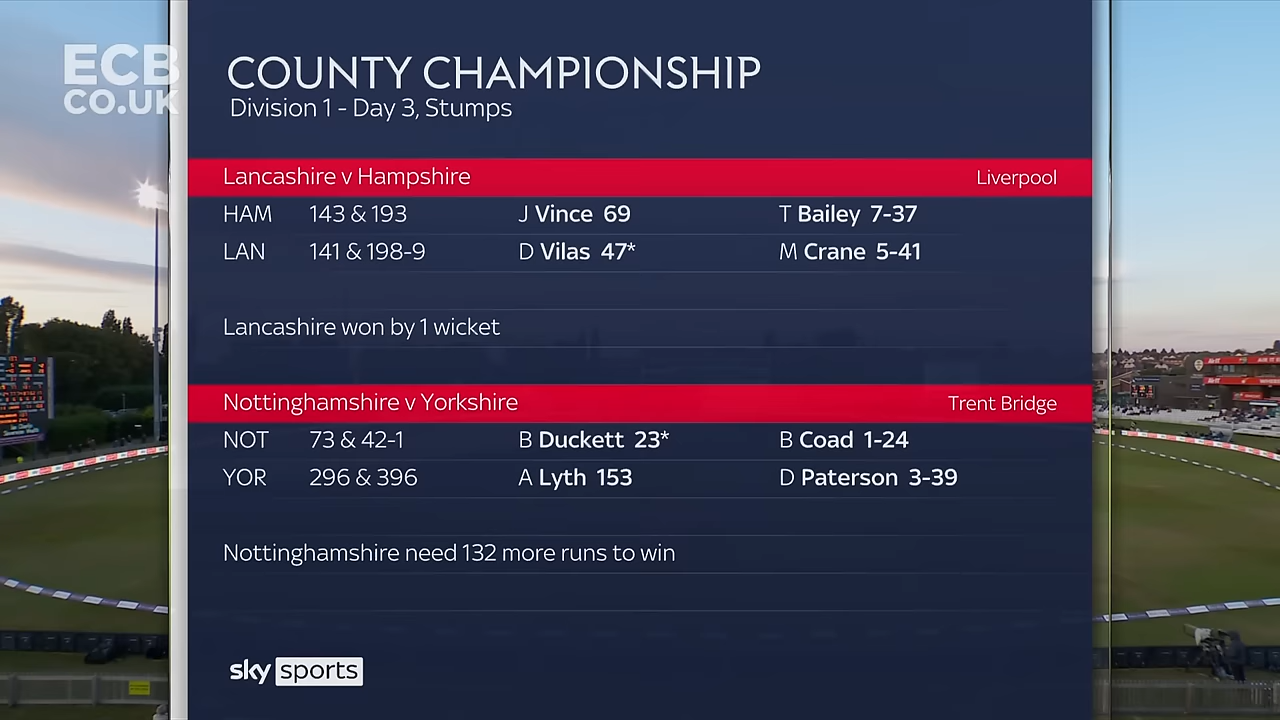 ECB
CO.UK
COUNTY CHAMPIONSHIP
Division 1 - Day 3, Stumps
Lancashire v Hampshire Liverpool
HAM 143 & 193 J Vince 69 T Bailey 7-37
LAN 141 & 198-9 D Vilas 47* M Crane 5-41
Lancashire won by 1 wicket
Nottinghamshire v Yorkshire Trent Bridge
NOT 73 & 42-1 B Duckett 23* B Coad 1-24
YOR 296 & 396 A Lyth 153 D Paterson 3-39
Nottinghamshire need 132 more runs to win
sky sports